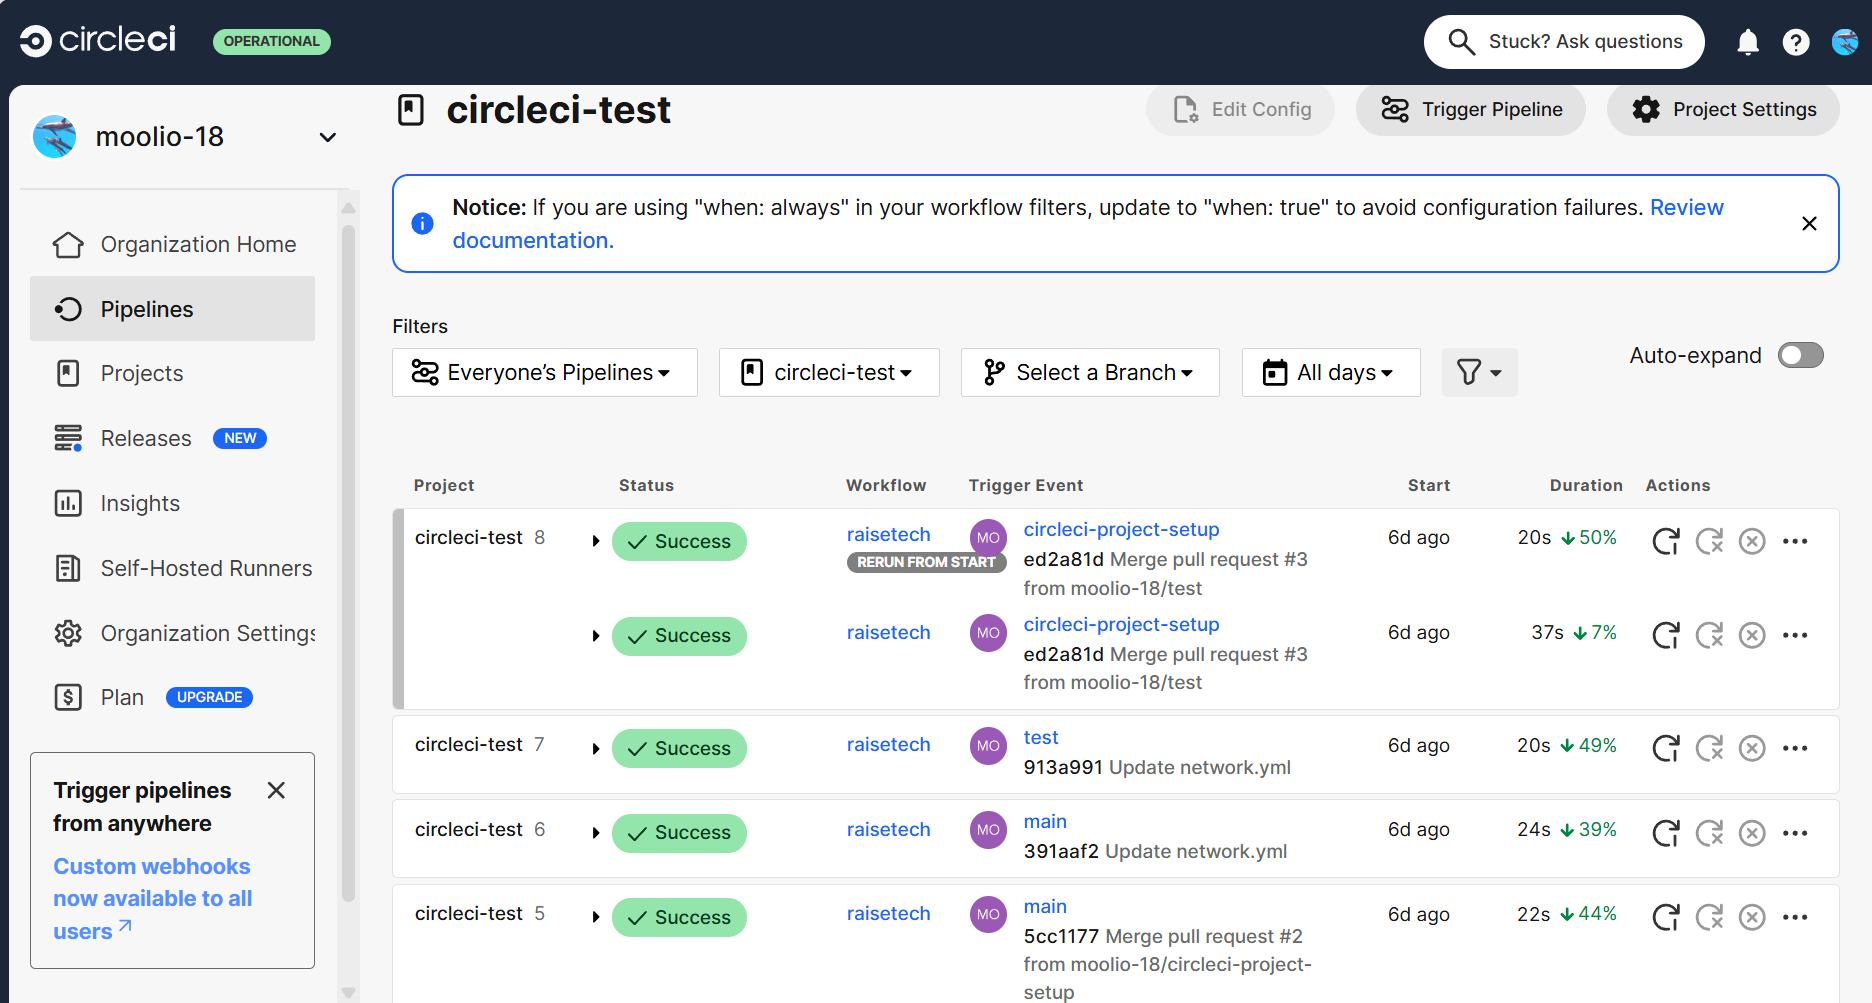 circleci
OPERATIONAL
Stuck? Ask questions
moolio-18
Organization Home
Pipelines
Projects
Releases NEW
Insights
Self-Hosted Runners
Organization Settings
Plan UPGRADE
Trigger pipelines
from anywhere
Custom webhooks
now available to all
users
circleci-test
Edit Config
Trigger Pipeline
Project Settings
Notice: If you are using "when: always" in your workflow filters, update to "when: true" to avoid configuration failures. Review
documentation.
Filters
Everyone’s Pipelines
circleci-test
Select a Branch
All days
Auto-expand
Project Status Workflow Trigger Event Start Duration Actions
circleci-test 8 Success raisetech MO circleci-project-setup 6d ago 20s 50%
RERUN FROM START ed2a81d Merge pull request #3
from moolio-18/test
Success raisetech MO circleci-project-setup 6d ago 37s 7%
ed2a81d Merge pull request #3
from moolio-18/test
circleci-test 7 Success raisetech MO test 6d ago 20s 49%
913a991 Update network.yml
circleci-test 6 Success raisetech MO main 6d ago 24s 39%
391aaf2 Update network.yml
circleci-test 5 Success raisetech MO main 6d ago 22s 44%
5cc1177 Merge pull request #2
from moolio-18/circleci-project-
setup